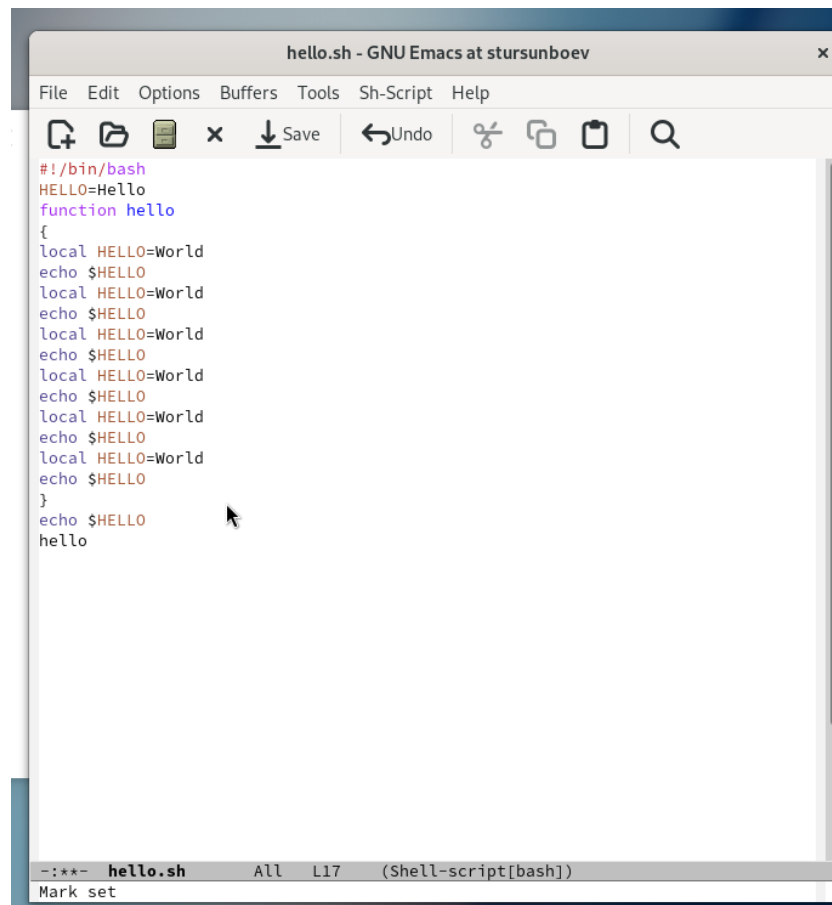 hello.sh - GNU Emacs at stursunboev ×
File Edit Options Buffers Tools Sh-Script Help
Save Undo
#!/bin/bash
HELLO=Hello
function hello
{
local HELLO=World
echo $HELLO
local HELLO=World
echo $HELLO
local HELLO=World
echo $HELLO
local HELLO=World
echo $HELLO
local HELLO=World
echo $HELLO
local HELLO=World
echo $HELLO
}
echo $HELLO
hello
-:**- hello.sh All L17 (Shell-script[bash])
Mark set